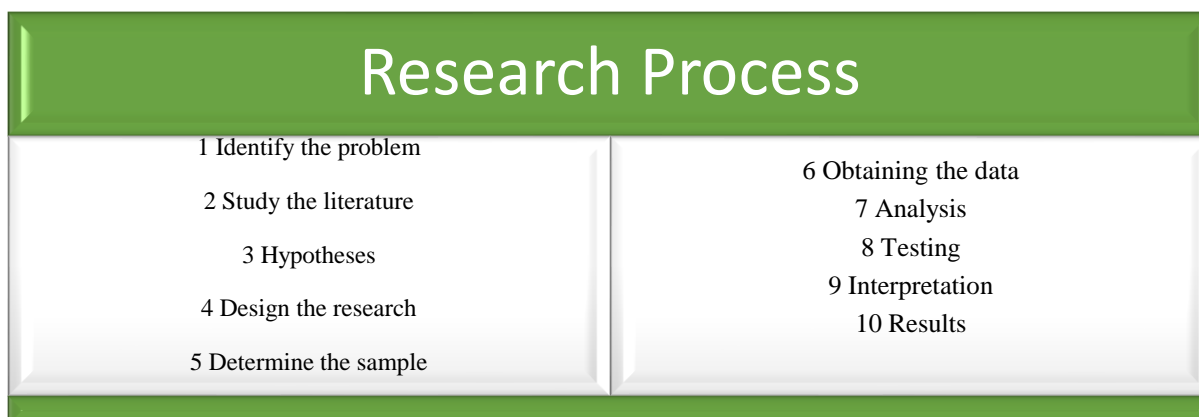 Research Process
1 Identify the problem
2 Study the literature
3 Hypotheses
4 Design the research
5 Determine the sample
6 Obtaining the data
7 Analysis
8 Testing
9 Interpretation
10 Results